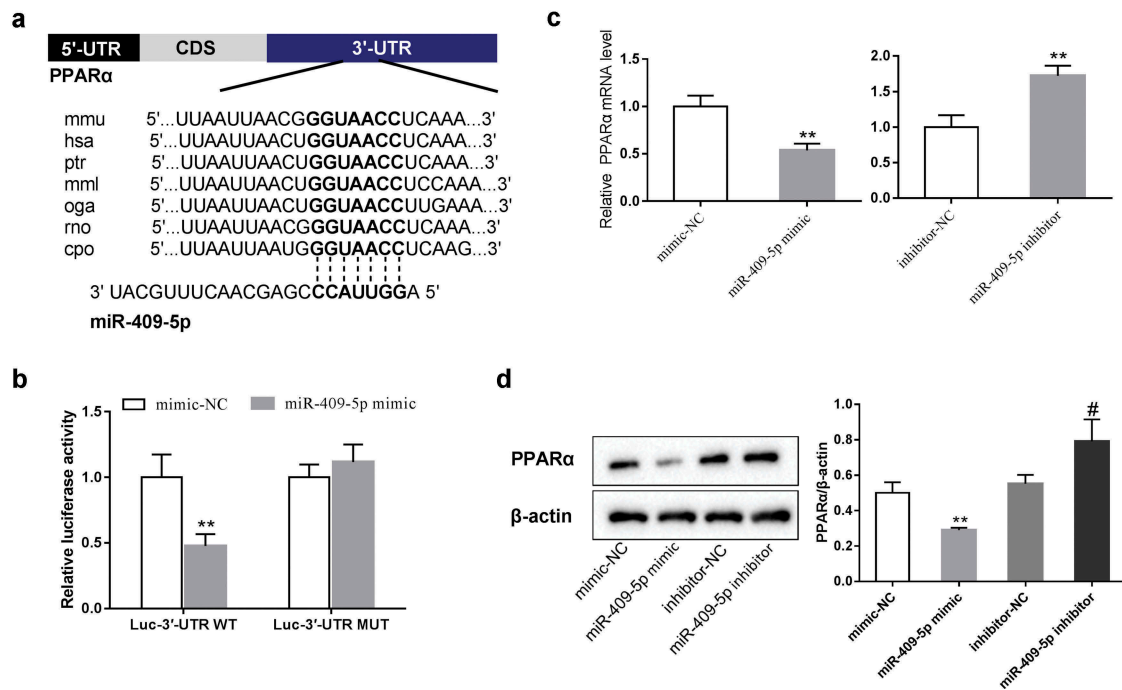 a
5'-UTR CDS 3'-UTR
PPARα
mmu 5'...UUAAUUAACGGGUAACCUCAAA...3'
hsa 5'...UUAAUUAACUGGUAACCUCAAA...3'
ptr 5'...UUAAUUAACUGGUAACCUCAAA...3'
mml 5'...UUAAUUAACUGGUAACCUCCAAA...3'
oga 5'...UUAAUUAACUGGUAACCUUGAAA...3'
rno 5'...UUAAUUAACGGGUAACCUCAAA...3'
cpo 5'...UUAAUUAAUGGGUAACCUCAAG...3'
3' UACGUUUCAACGAGCCCAUUGGA 5'
miR-409-5p
b
mimic-NC miR-409-5p mimic
Relative luciferase activity
1.5
1.0
0.5
0.0
**
Luc-3′-UTR WT Luc-3′-UTR MUT
c
Relative PPARα mRNA level
1.5
1.0
0.5
0.0
**
mimic-NC
miR-409-5p mimic
2.0
1.5
1.0
0.5
0.0
**
inhibitor-NC
miR-409-5p inhibitor
d
PPARα
β-actin
mimic-NC
miR-409-5p mimic
inhibitor-NC
miR-409-5p inhibitor
PPARα/β-actin
1.0
0.8
0.6
0.4
0.2
0.0
**
#
mimic-NC
miR-409-5p mimic
inhibitor-NC
miR-409-5p inhibitor